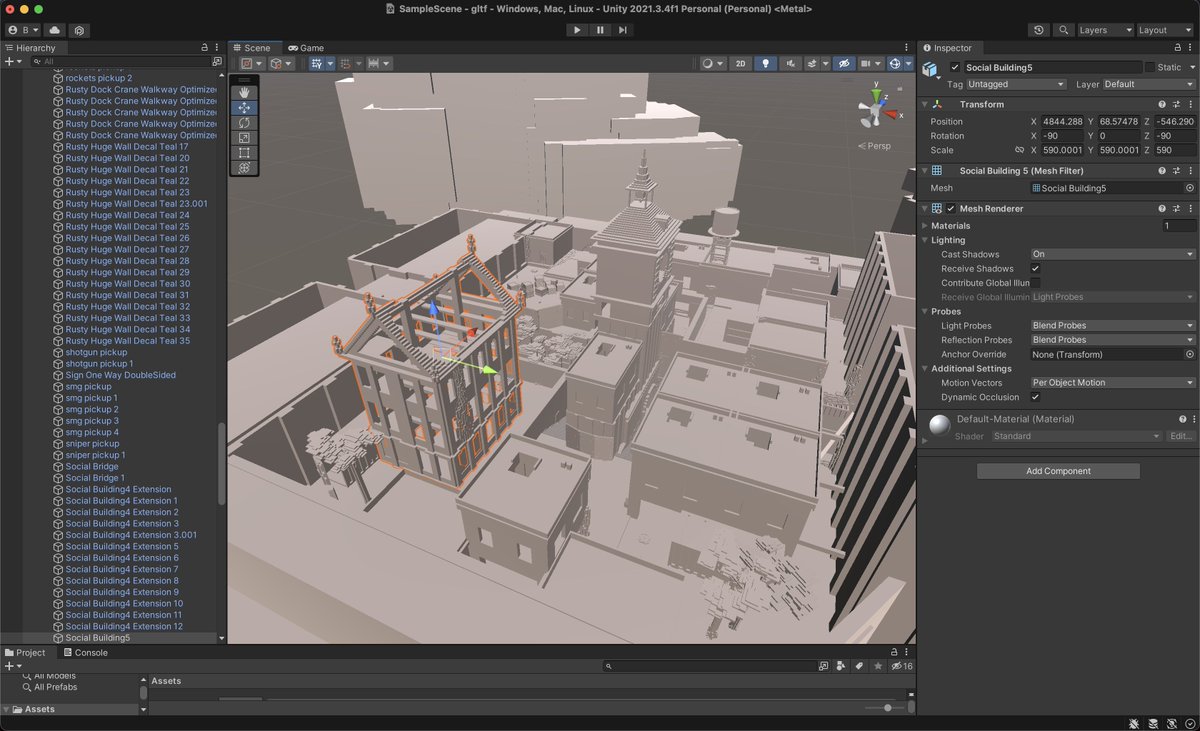 SampleScene - gltf - Windows, Mac, Linux - Unity 2021.3.4f1 Personal (Personal) <Metal>
B
Layers
Layout
Hierarchy
All
rockets pickup 2
Rusty Dock Crane Walkway Optimize
Rusty Dock Crane Walkway Optimize
Rusty Dock Crane Walkway Optimize
Rusty Dock Crane Walkway Optimize
Rusty Dock Crane Walkway Optimize
Rusty Huge Wall Decal Teal 17
Rusty Huge Wall Decal Teal 20
Rusty Huge Wall Decal Teal 21
Rusty Huge Wall Decal Teal 22
Rusty Huge Wall Decal Teal 23
Rusty Huge Wall Decal Teal 23.001
Rusty Huge Wall Decal Teal 24
Rusty Huge Wall Decal Teal 25
Rusty Huge Wall Decal Teal 26
Rusty Huge Wall Decal Teal 27
Rusty Huge Wall Decal Teal 28
Rusty Huge Wall Decal Teal 29
Rusty Huge Wall Decal Teal 30
Rusty Huge Wall Decal Teal 31
Rusty Huge Wall Decal Teal 32
Rusty Huge Wall Decal Teal 33
Rusty Huge Wall Decal Teal 34
Rusty Huge Wall Decal Teal 35
shotgun pickup
shotgun pickup 1
Sign One Way DoubleSided
smg pickup
smg pickup 1
smg pickup 2
smg pickup 3
smg pickup 4
sniper pickup
sniper pickup 1
Social Bridge
Social Bridge 1
Social Building4 Extension
Social Building4 Extension 1
Social Building4 Extension 2
Social Building4 Extension 3
Social Building4 Extension 3.001
Social Building4 Extension 5
Social Building4 Extension 6
Social Building4 Extension 7
Social Building4 Extension 8
Social Building4 Extension 9
Social Building4 Extension 10
Social Building4 Extension 11
Social Building4 Extension 12
Social Building5
Scene
Game
2D
y
z
x
Persp
Inspector
Social Building5
Static
Tag Untagged Layer Default
Transform
Position X 4844.288 Y 68.57478 Z -546.290
Rotation X -90 Y 0 Z -90
Scale X 590.0001 Y 590.0001 Z 590
Social Building 5 (Mesh Filter)
Mesh Social Building5
Mesh Renderer
Materials 1
Lighting
Cast Shadows On
Receive Shadows
Contribute Global Illum
Receive Global Illumin Light Probes
Probes
Light Probes Blend Probes
Reflection Probes Blend Probes
Anchor Override None (Transform)
Additional Settings
Motion Vectors Per Object Motion
Dynamic Occlusion
Default-Material (Material)
Shader Standard Edit...
Add Component
Project
Console
16
All Models
All Prefabs
Assets
Assets